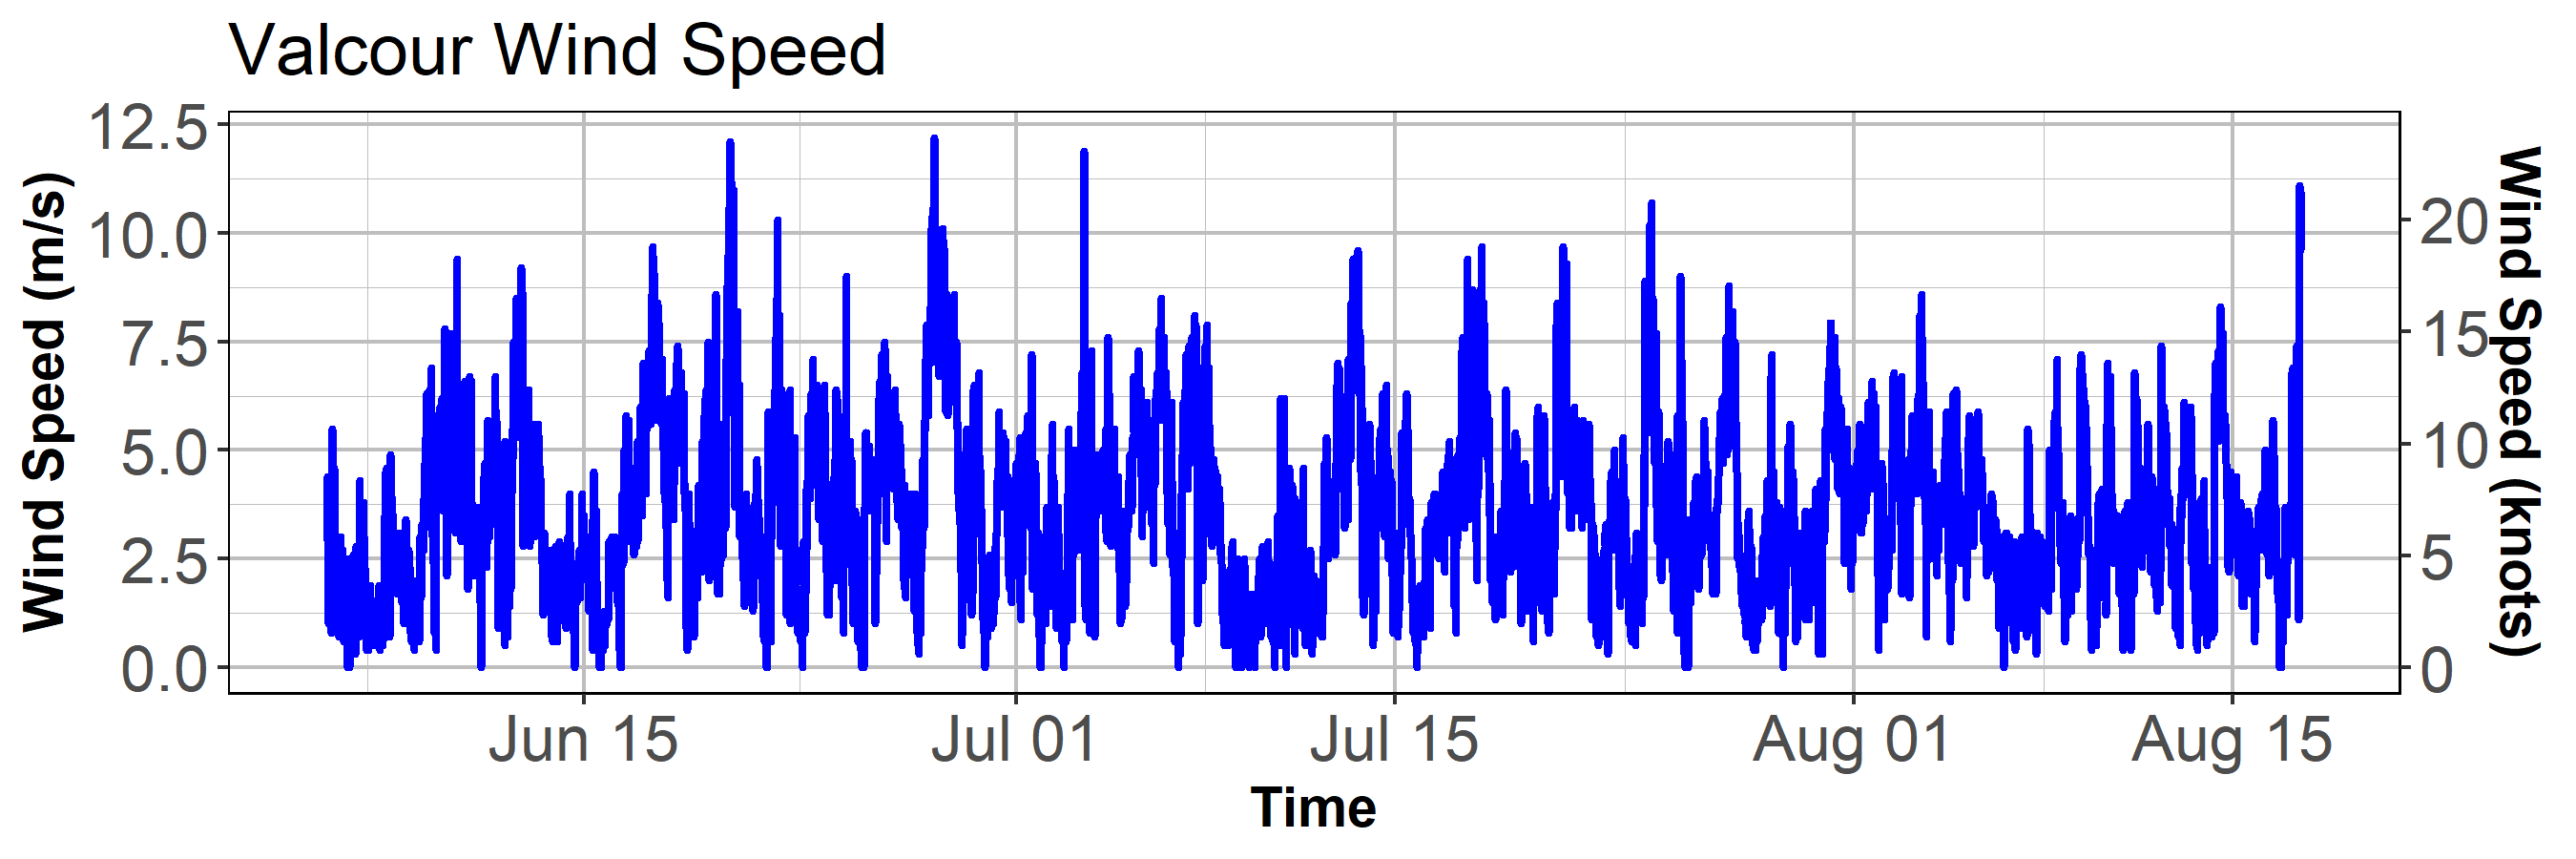 Valcour Wind Speed
12.5
10.0
7.5
5.0
2.5
0.0
Wind Speed (m/s)
20
15
10
5
0
Wind Speed (knots)
Jun 15 Jul 01 Jul 15 Aug 01 Aug 15
Time